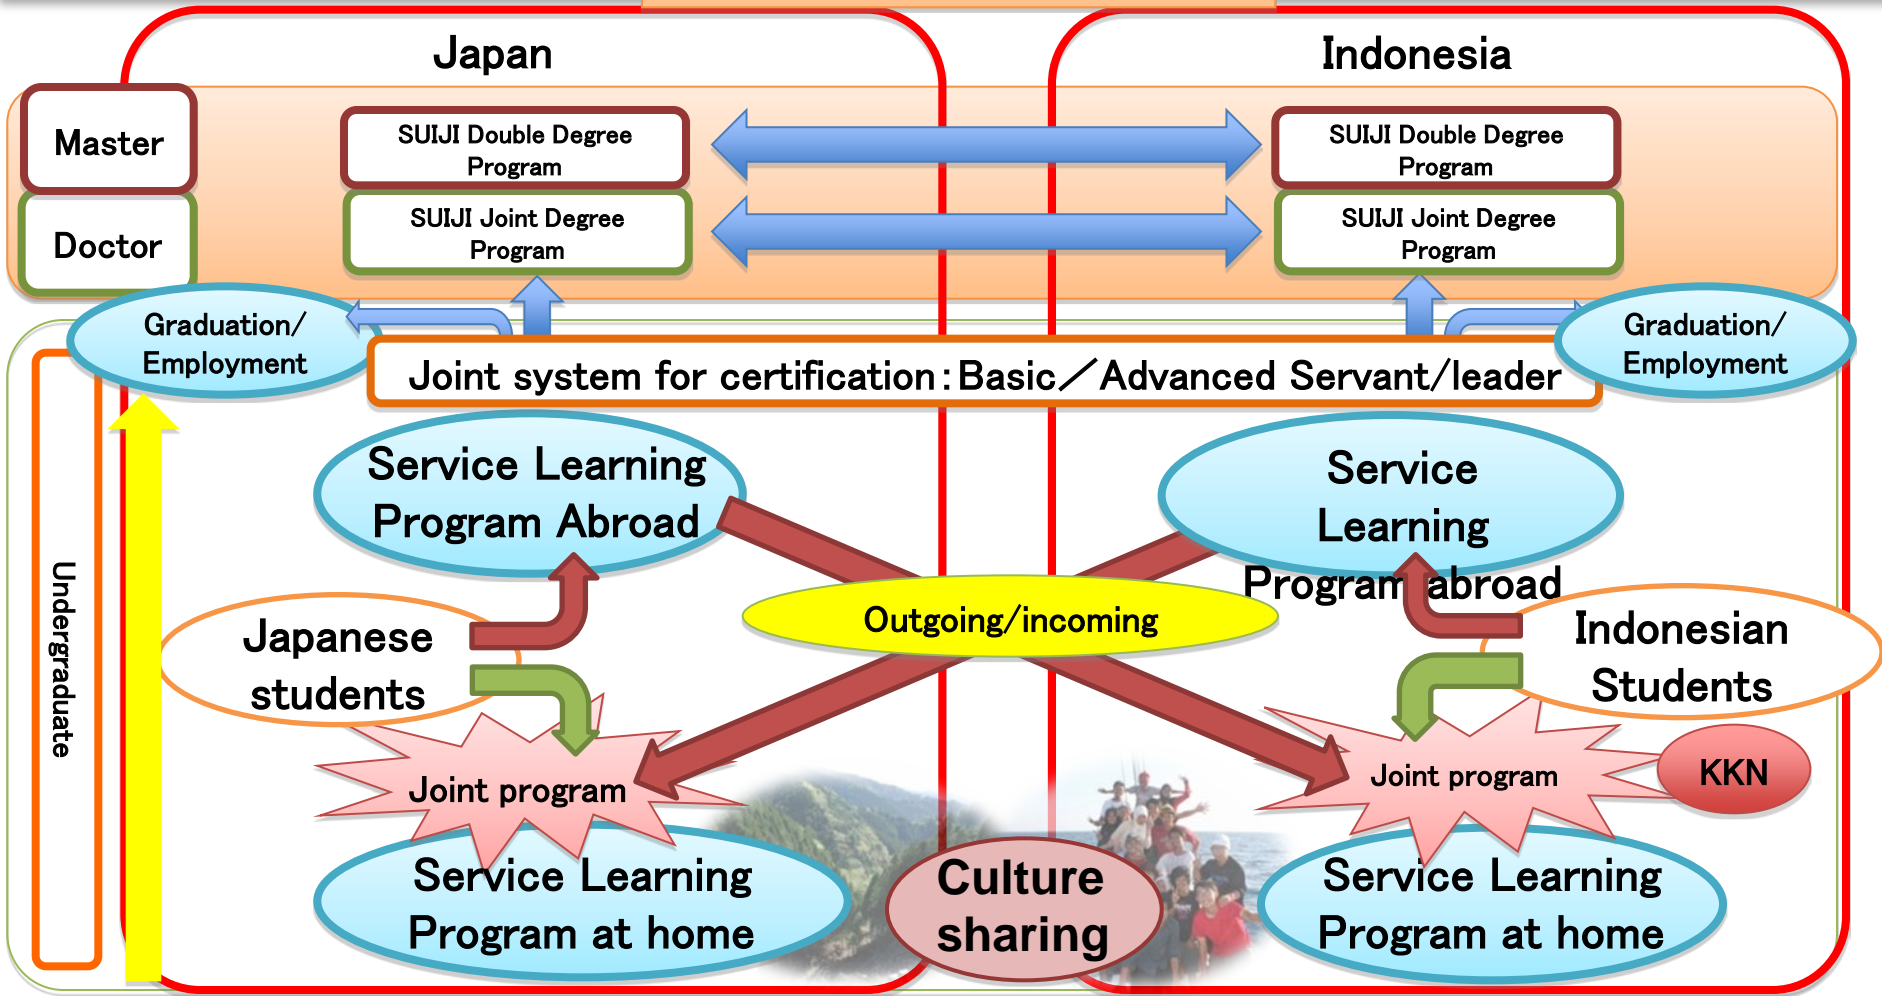 Japan
Indonesia
Master
SUIJI Double Degree
Program
SUIJI Double Degree
Program
Doctor
SUIJI Joint Degree
Program
SUIJI Joint Degree
Program
Graduation/
Employment
Graduation/
Employment
Joint system for certification：Basic／Advanced Servant/leader
Undergraduate
Service Learning
Program Abroad
Service
Learning
Program abroad
Outgoing/incoming
Japanese
students
Indonesian
Students
Joint program
Joint program
KKN
Service Learning
Program at home
Culture
sharing
Service Learning
Program at home